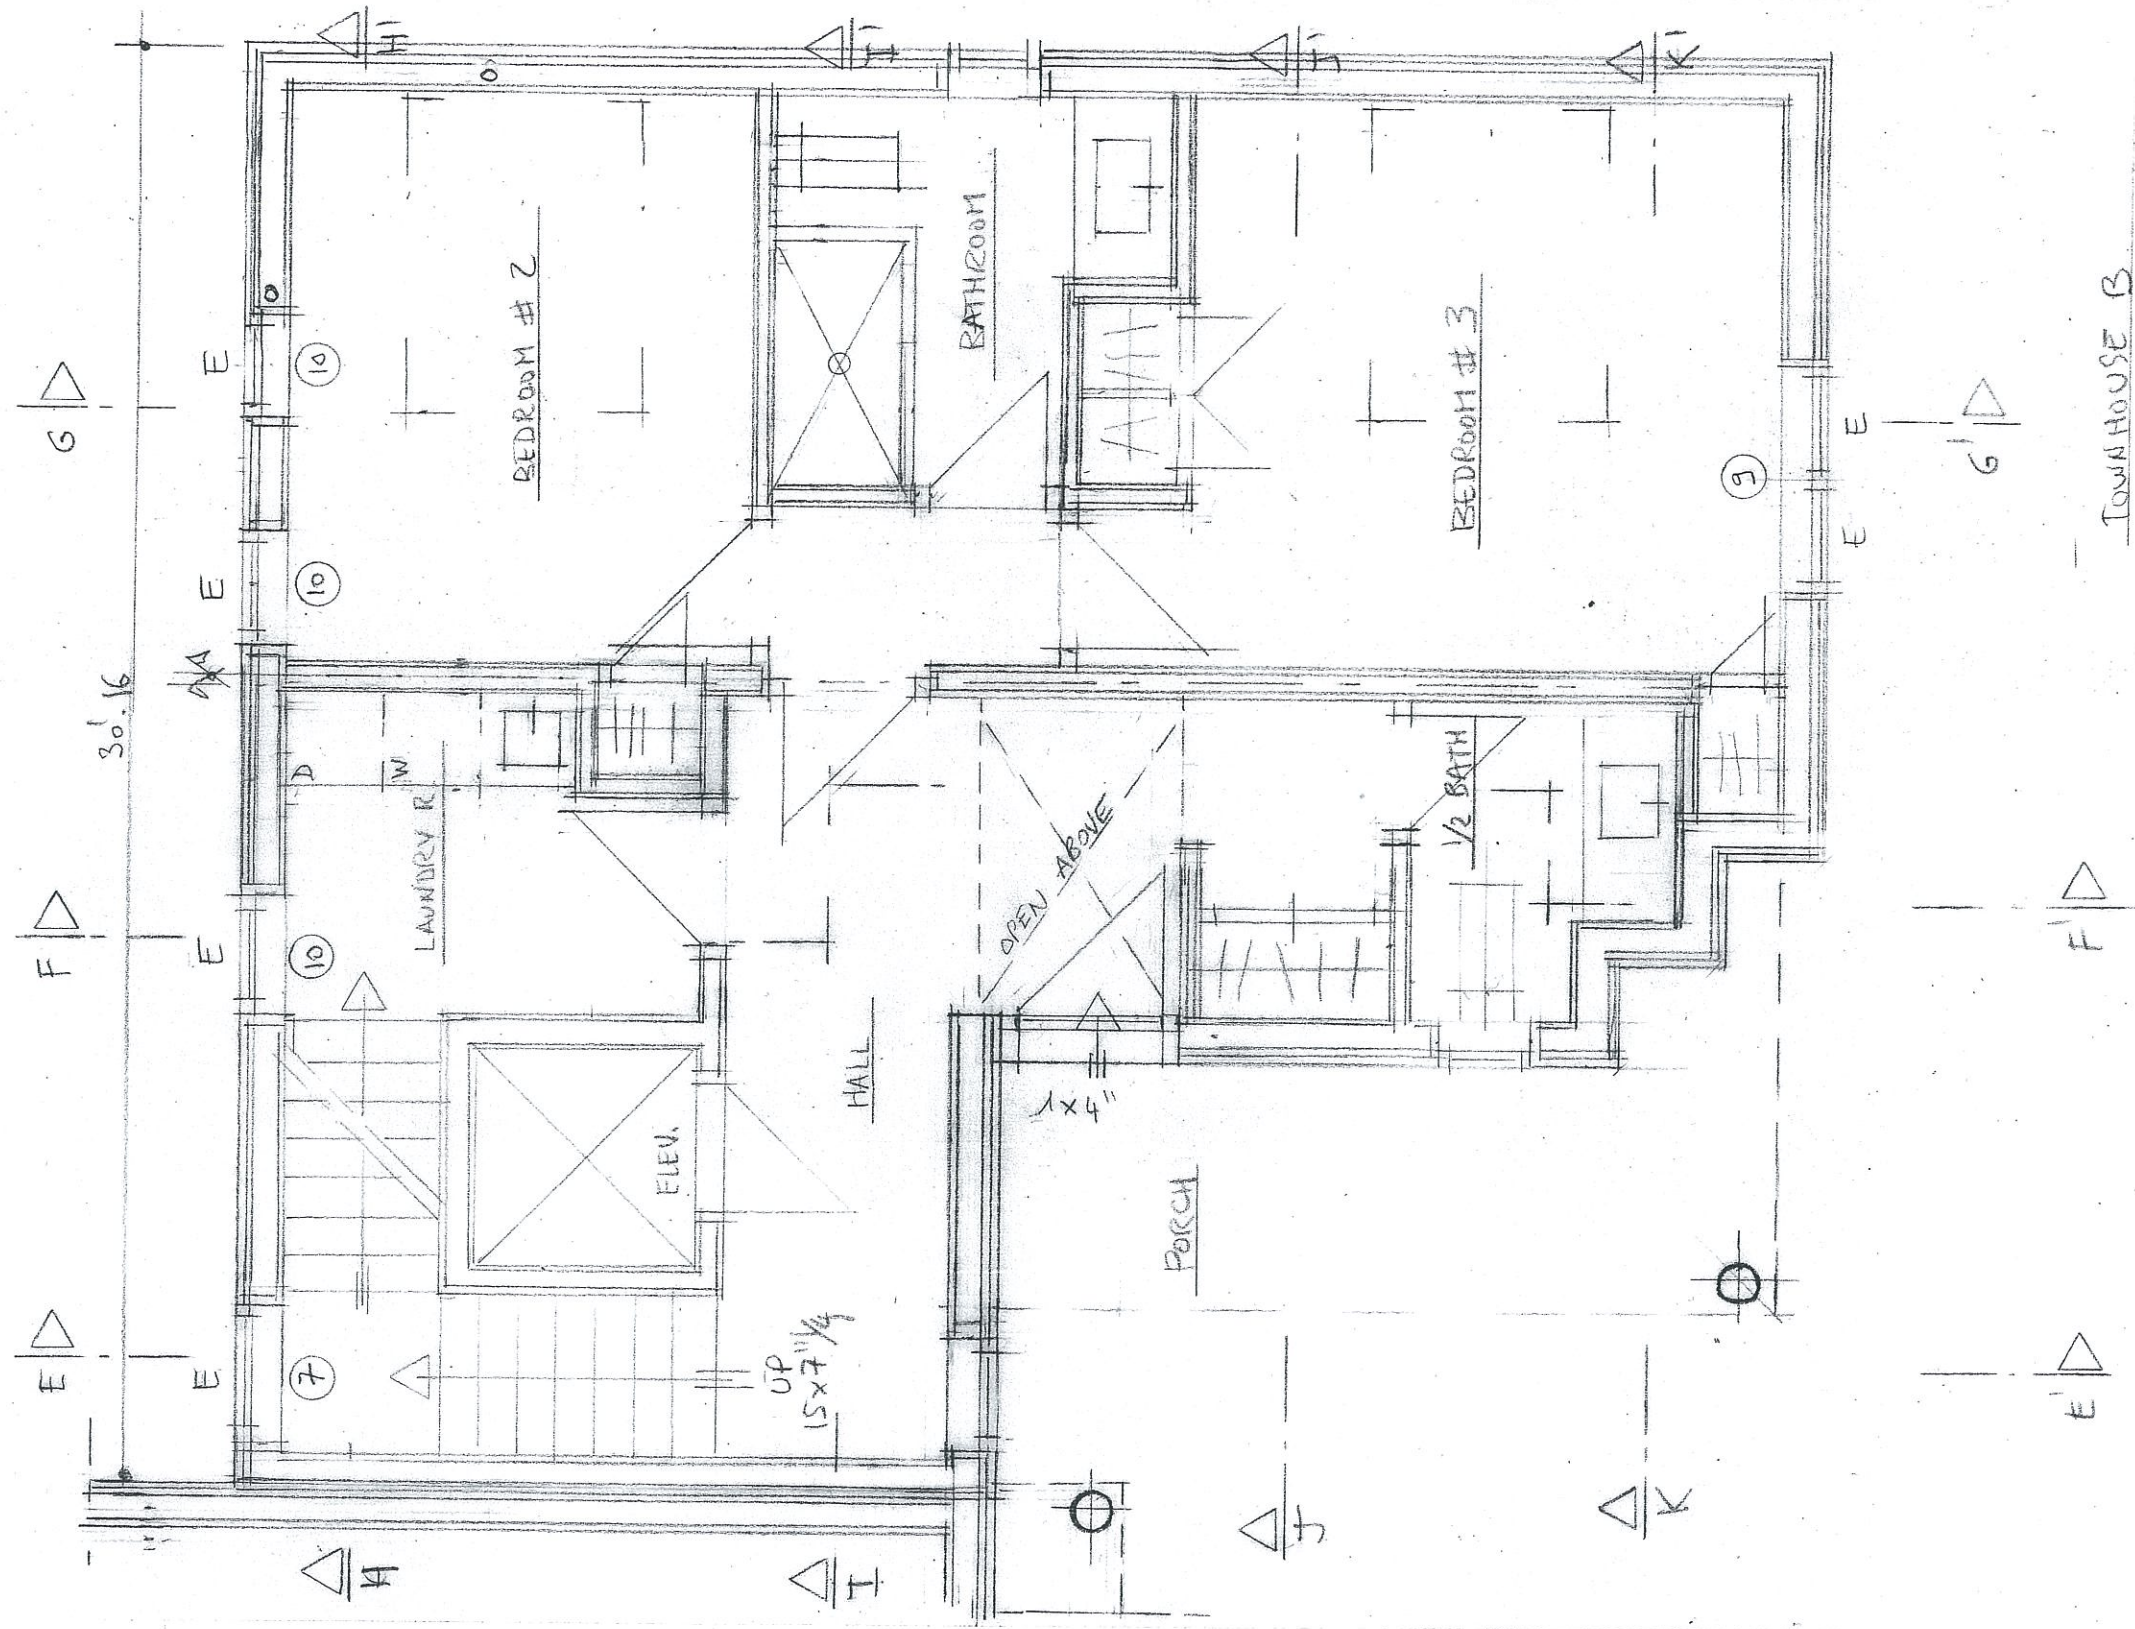 H'
I'
J'
K'
BEDROOM # 2
BATHROOM
BEDROOM # 3
TOWNHOUSE B
E
10
G
G'
E
9
E
E
10
30'.16
D
W
LAUNDRY R
1/2 BATH
OPEN ABOVE
F
E
10
F'
HALL
1x4"
ELEV.
PORCH
E
E
7
UP
15x7"1/4
E'
H
I
J
K